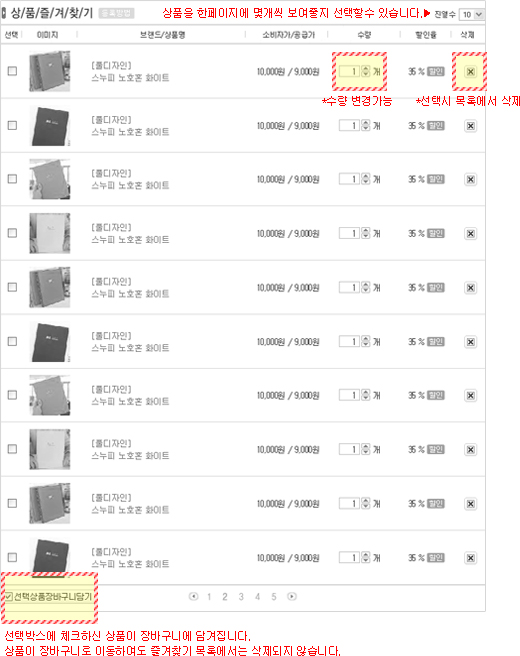 상/품/즐/겨/찾/기 등록방법 상품을 한페이지에 몇개씩 보여줄지 선택할수 있습니다.▶ 진열수 10
선택 이미지 브랜드/상품명 소비자가/공급가 수량 할인율 삭제
[폴디자인]
스누피 노호혼 화이트 10,000원 / 9,000원 1 개 35 % 할인
*수량 변경가능 *선택시 목록에서 삭제
[폴디자인]
스누피 노호혼 화이트 10,000원 / 9,000원 1 개 35 % 할인
[폴디자인]
스누피 노호혼 화이트 10,000원 / 9,000원 1 개 35 % 할인
[폴디자인]
스누피 노호혼 화이트 10,000원 / 9,000원 1 개 35 % 할인
[폴디자인]
스누피 노호혼 화이트 10,000원 / 9,000원 1 개 35 % 할인
[폴디자인]
스누피 노호혼 화이트 10,000원 / 9,000원 1 개 35 % 할인
[폴디자인]
스누피 노호혼 화이트 10,000원 / 9,000원 1 개 35 % 할인
[폴디자인]
스누피 노호혼 화이트 10,000원 / 9,000원 1 개 35 % 할인
[폴디자인]
스누피 노호혼 화이트 10,000원 / 9,000원 1 개 35 % 할인
[폴디자인]
스누피 노호혼 화이트 10,000원 / 9,000원 1 개 35 % 할인
선택상품장바구니담기 1 2 3 4 5
선택박스에 체크하신 상품이 장바구니에 담겨집니다.
상품이 장바구니로 이동하여도 즐겨찾기 목록에서는 삭제되지 않습니다.